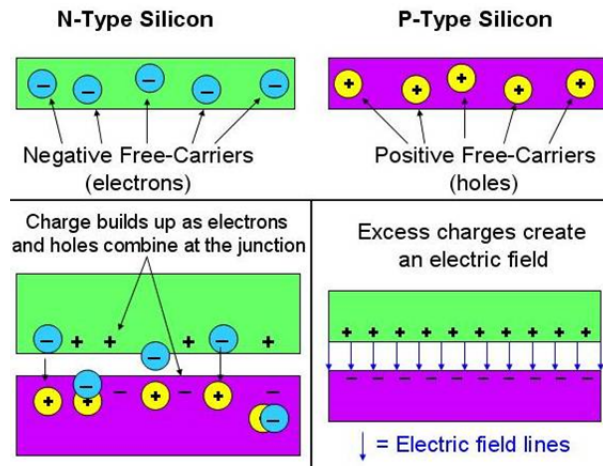 N-Type Silicon
P-Type Silicon
Negative Free-Carriers
(electrons)
Positive Free-Carriers
(holes)
Charge builds up as electrons
and holes combine at the junction
Excess charges create
an electric field
= Electric field lines